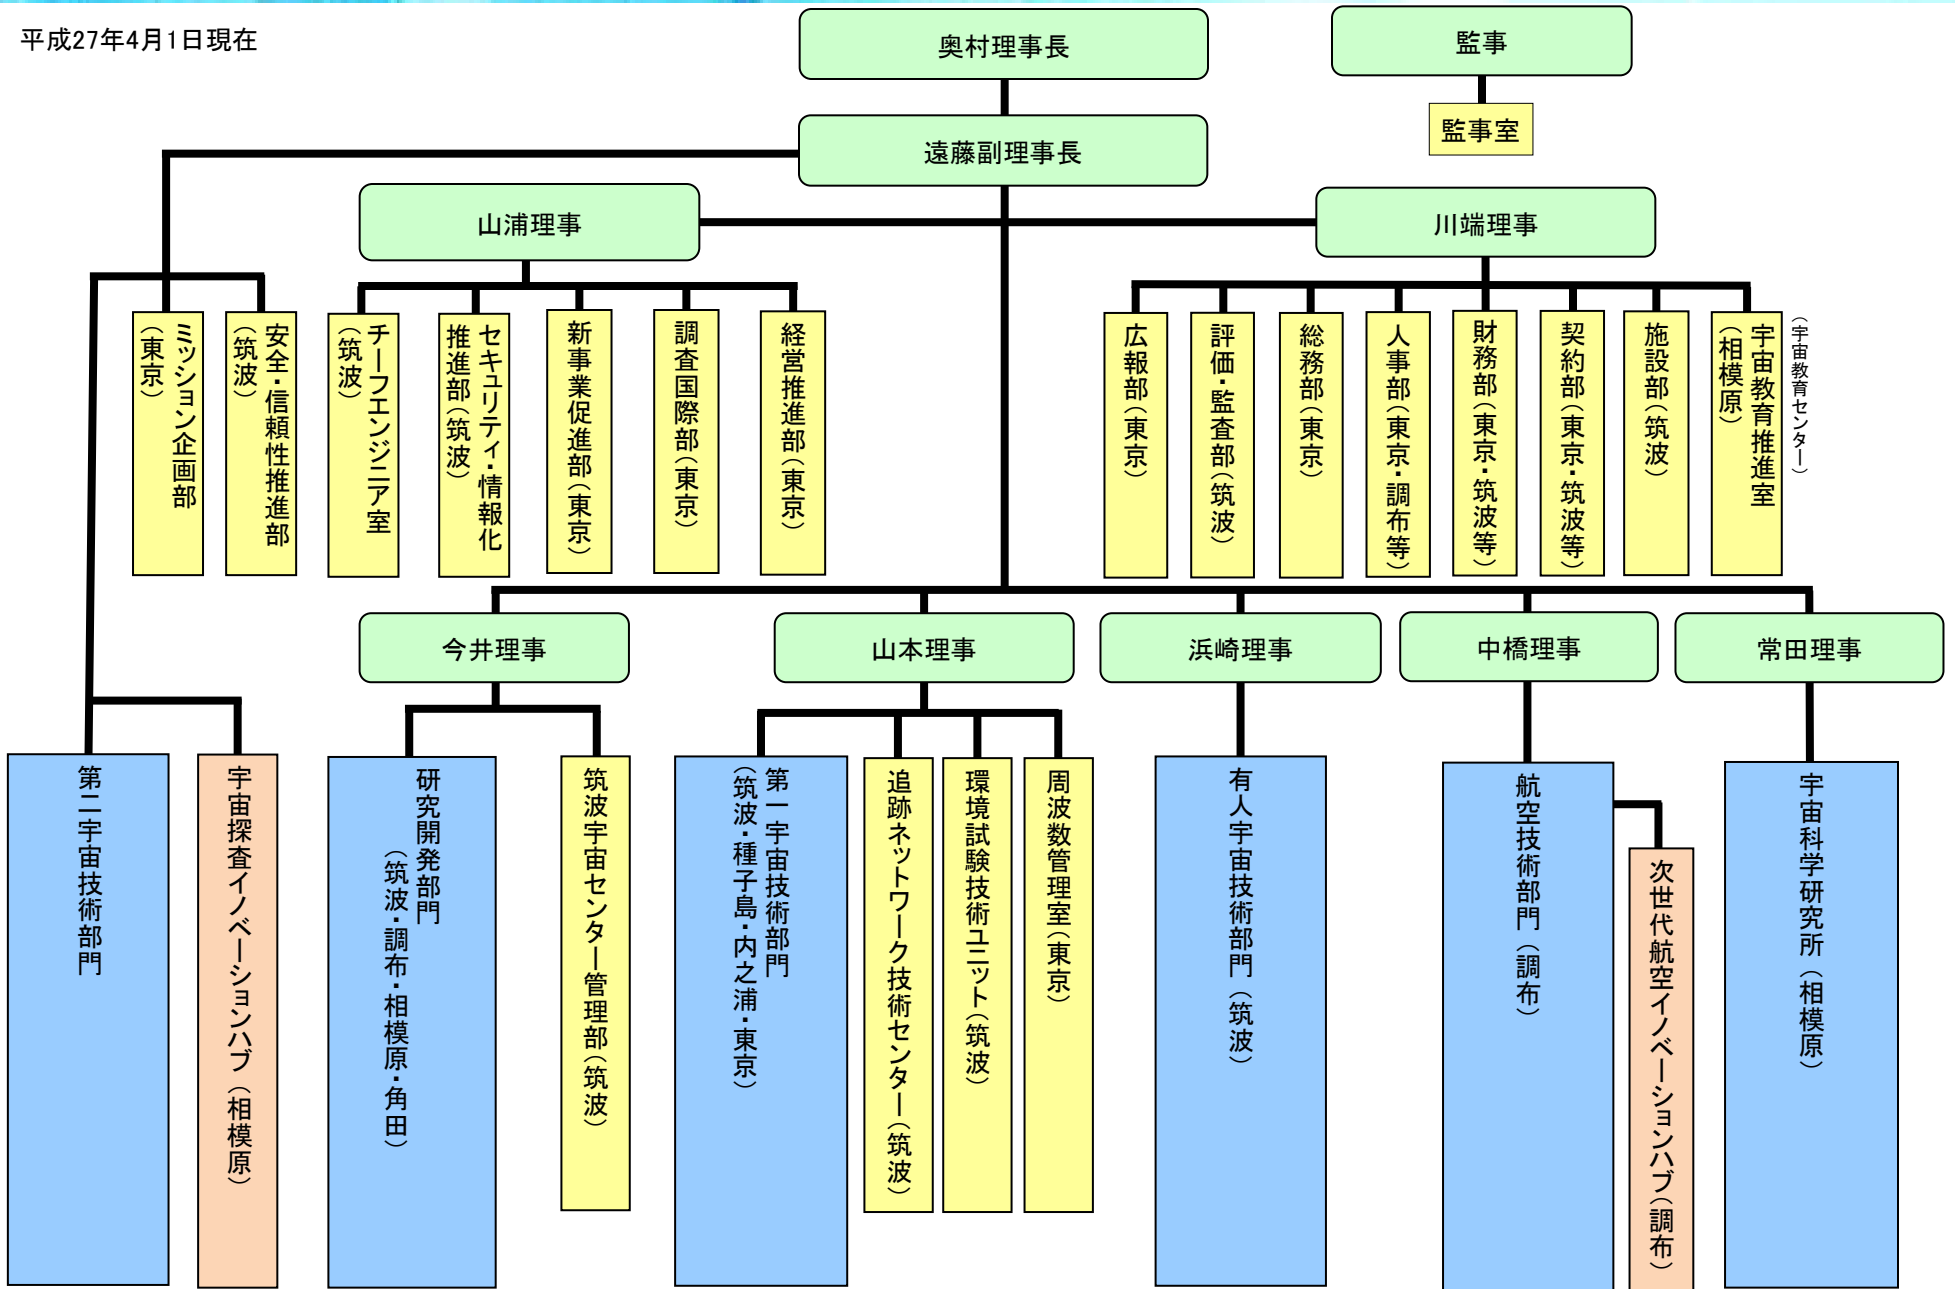 平成27年4月1日現在
奥村理事長
監事
監事室
遠藤副理事長
山浦理事
川端理事
ミッション企画部
(東京)
安全・信頼性推進部
(筑波)
チーフエンジニア室
(筑波)
セキュリティ・情報化
推進部(筑波)
新事業促進部(東京)
調査国際部(東京)
経営推進部(東京)
広報部(東京)
評価・監査部(筑波)
総務部(東京)
人事部(東京・調布等)
財務部(東京・筑波等)
契約部(東京・筑波等)
施設部(筑波)
宇宙教育推進室
(相模原)
(宇宙教育センター)
今井理事
山本理事
浜崎理事
中橋理事
常田理事
第二宇宙技術部門
宇宙探査イノベーションハブ(相模原)
研究開発部門
(筑波・調布・相模原・角田)
筑波宇宙センター管理部(筑波)
第一宇宙技術部門
(筑波・種子島・内之浦・東京)
追跡ネットワーク技術センター(筑波)
環境試験技術ユニット(筑波)
周波数管理室(東京)
有人宇宙技術部門(筑波)
航空技術部門(調布)
次世代航空イノベーションハブ(調布)
宇宙科学研究所(相模原)